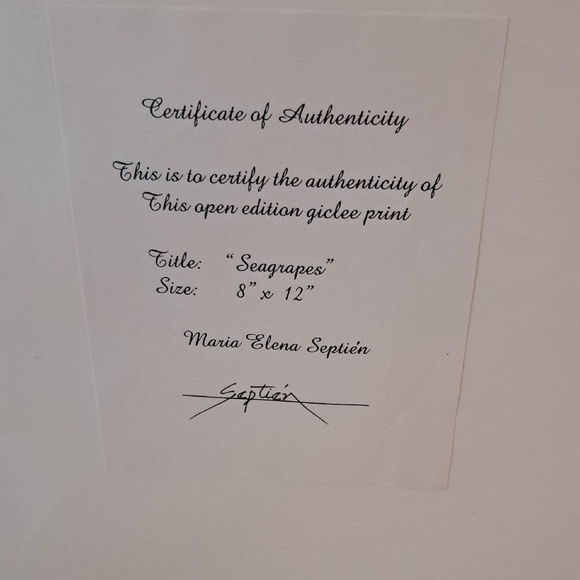 Certificate of Authenticity
This is to certify the authenticity of
This open edition giclee print
Title: "Seagrapes"
Size: 8" x 12"
Maria Elena Septién
Septién